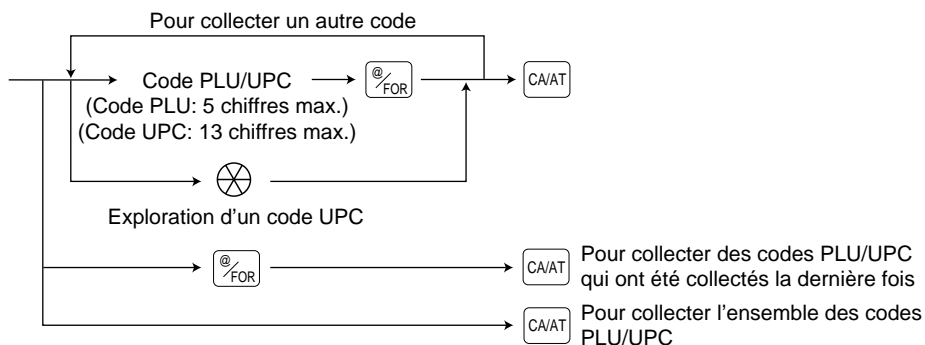 Pour collecter un autre code
Code PLU/UPC @/FOR CA/AT
(Code PLU: 5 chiffres max.)
(Code UPC: 13 chiffres max.)
Exploration d’un code UPC
@/FOR CA/AT Pour collecter des codes PLU/UPC
qui ont été collectés la dernière fois
CA/AT Pour collecter l’ensemble des codes
PLU/UPC